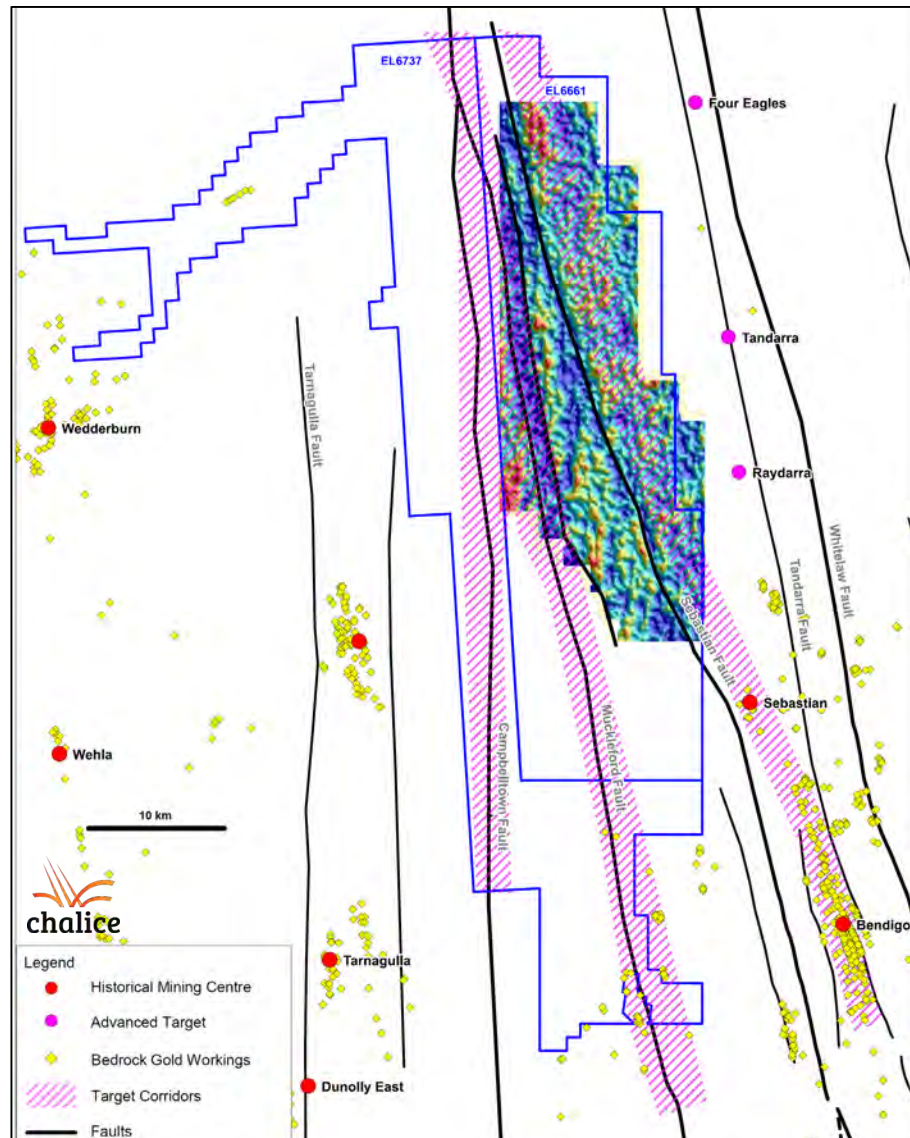 EL6737
EL6661
Four Eagles
Tandarra
Tarnagulla Fault
Wedderburn
Raydarra
Whitelaw Fault
Tandarra Fault
Sebastian Fault
Sebastian
Muckleford Fault
Campbelltown Fault
Wehla
10 km
chalice
Bendigo
Tarnagulla
Dunolly East
Legend
Historical Mining Centre
Advanced Target
Bedrock Gold Workings
Target Corridors
Faults